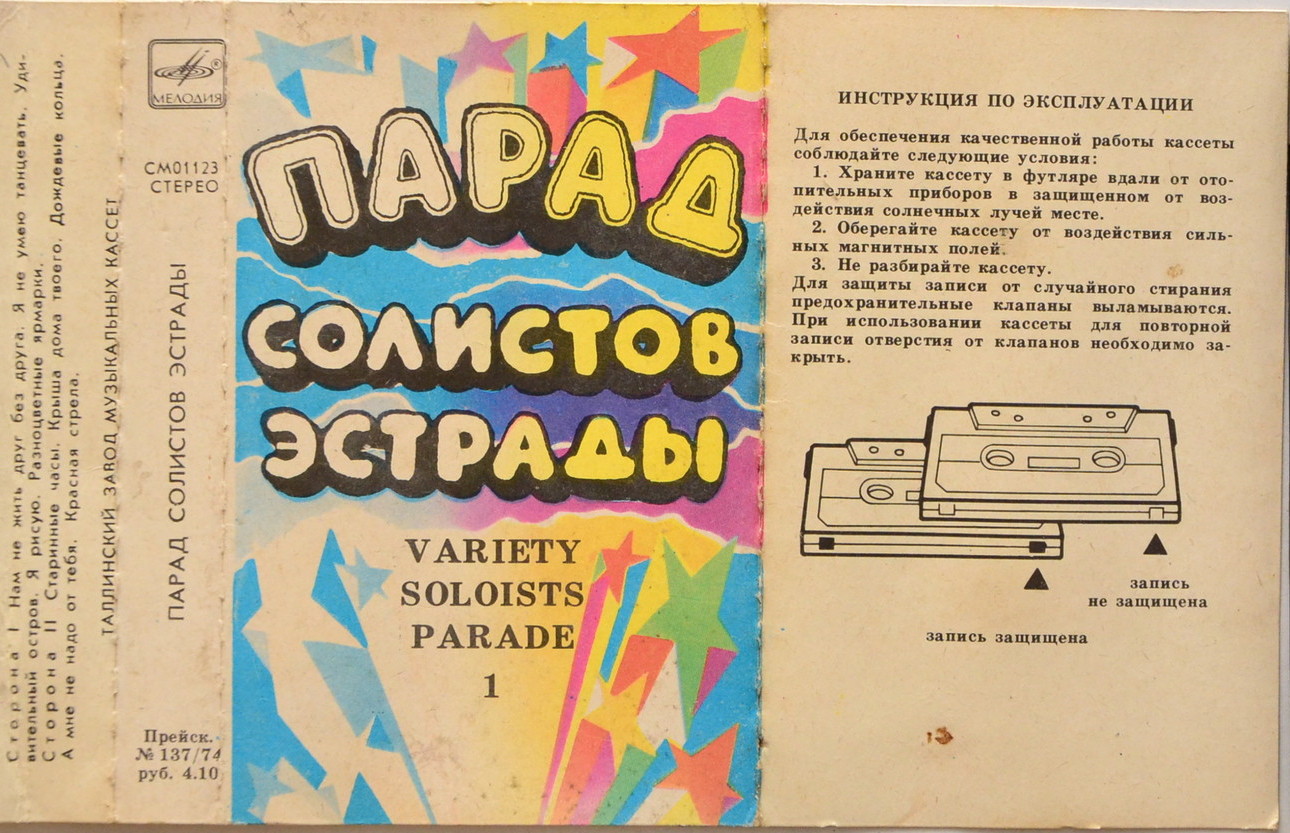 Сторона I Нам не жить друг без друга. Я не умею танцевать. Уди-
вительный остров. Я рисую. Разноцветные ярмарки.
Сторона II Старинные часы. Крыша дома твоего. Дождевые кольца.
А мне не надо от тебя. Красная стрела.
ТАЛЛИНСКИЙ ЗАВОД МУЗЫКАЛЬНЫХ КАССЕТ
МЕЛОДИЯ
СМ01123
СТЕРЕО
ПАРАД СОЛИСТОВ ЭСТРАДЫ
Прейск.
№ 137/74
руб. 4.10
ПАРАД
СОЛИСТОВ
ЭСТРАДЫ
VARIETY
SOLOISTS
PARADE
1
ИНСТРУКЦИЯ ПО ЭКСПЛУАТАЦИИ
Для обеспечения качественной работы кассеты
соблюдайте следующие условия:
1. Храните кассету в футляре вдали от ото-
пительных приборов в защищенном от воз-
действия солнечных лучей месте.
2. Оберегайте кассету от воздействия силь-
ных магнитных полей.
3. Не разбирайте кассету.
Для защиты записи от случайного стирания
предохранительные клапаны выламываются.
При использовании кассеты для повторной
записи отверстия от клапанов необходимо за-
крыть.
запись
не защищена
запись защищена